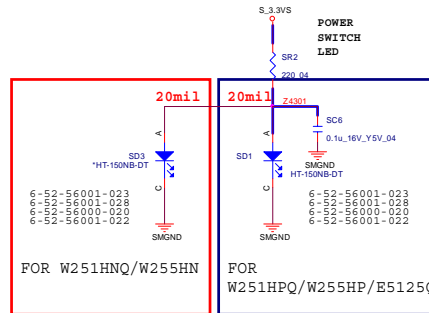 S_3.3VS
POWER
SWITCH
LED
SR2
220_04
20mil
20mil
Z4301
SC6
0.1u_16V_Y5V_04
A
A
SD3
*HT-150NB-DT
SD1
SMGND
HT-150NB-DT
C
C
6-52-56001-023
6-52-56001-028
6-52-56000-020
6-52-56001-022
6-52-56001-023
6-52-56001-028
6-52-56000-020
6-52-56001-022
SMGND
SMGND
FOR W251HNQ/W255HN
FOR
W251HPQ/W255HP/E5125Q